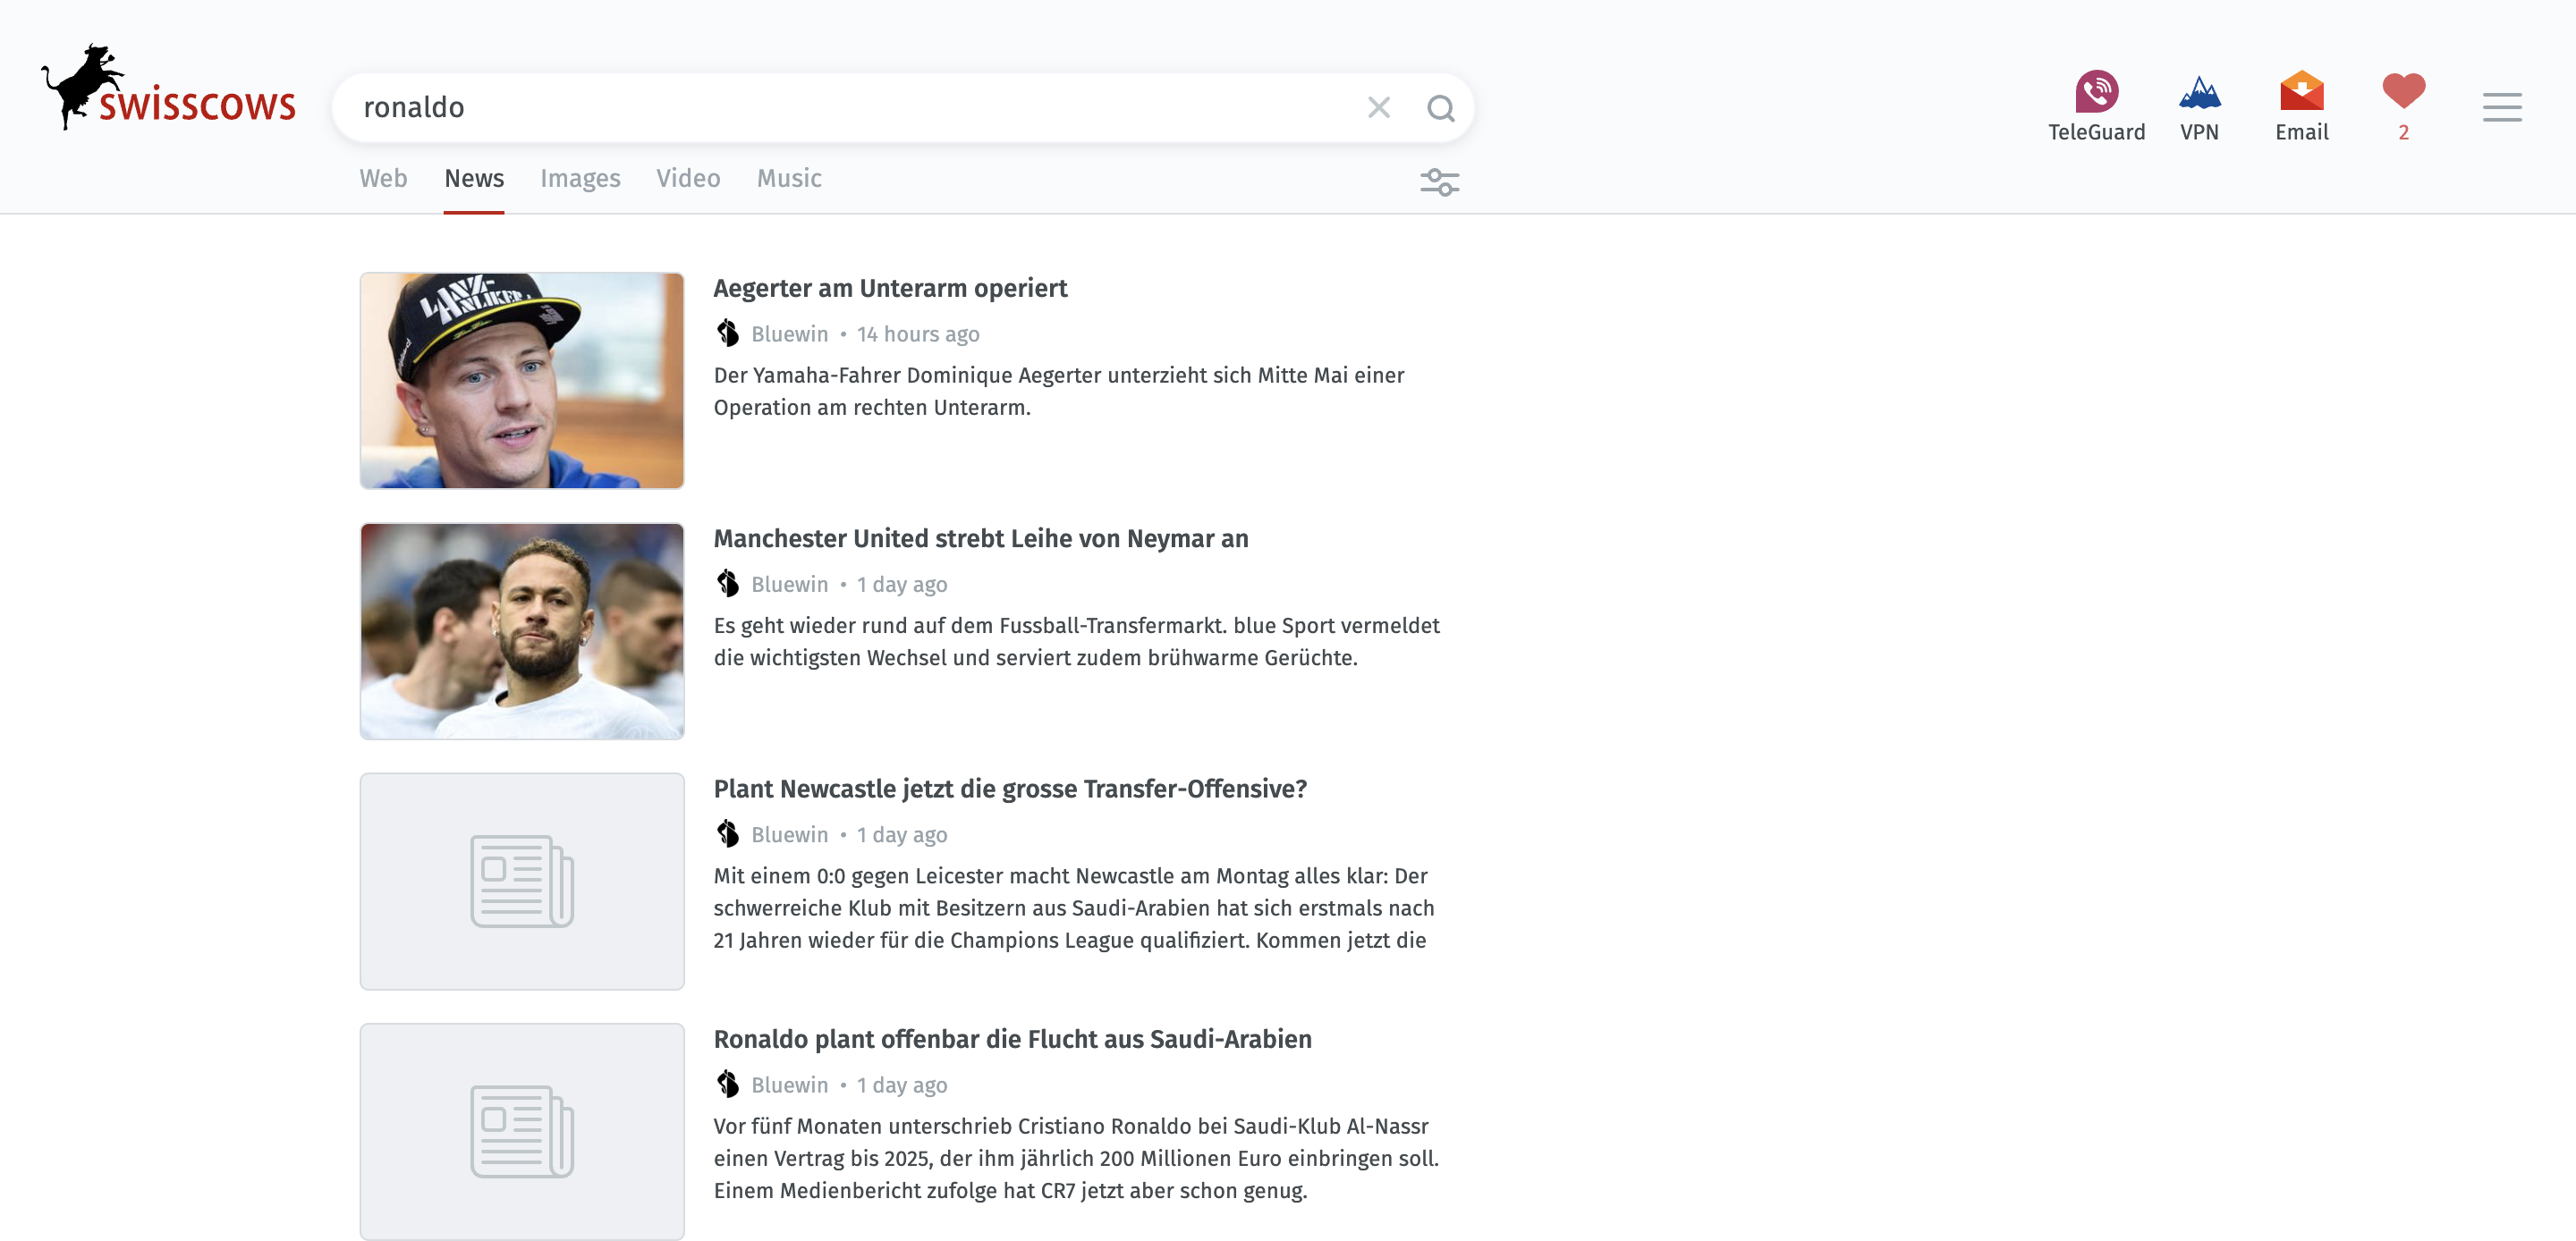 swisscows
ronaldo
TeleGuard
VPN
Email
2
Web
News
Images
Video
Music
LANZ-
ANLIKER
Aegerter am Unterarm operiert
Bluewin • 14 hours ago
Der Yamaha-Fahrer Dominique Aegerter unterzieht sich Mitte Mai einer
Operation am rechten Unterarm.
Manchester United strebt Leihe von Neymar an
Bluewin • 1 day ago
Es geht wieder rund auf dem Fussball-Transfermarkt. blue Sport vermeldet
die wichtigsten Wechsel und serviert zudem brühwarme Gerüchte.
Plant Newcastle jetzt die grosse Transfer-Offensive?
Bluewin • 1 day ago
Mit einem 0:0 gegen Leicester macht Newcastle am Montag alles klar: Der
schwerreiche Klub mit Besitzern aus Saudi-Arabien hat sich erstmals nach
21 Jahren wieder für die Champions League qualifiziert. Kommen jetzt die
Ronaldo plant offenbar die Flucht aus Saudi-Arabien
Bluewin • 1 day ago
Vor fünf Monaten unterschrieb Cristiano Ronaldo bei Saudi-Klub Al-Nassr
einen Vertrag bis 2025, der ihm jährlich 200 Millionen Euro einbringen soll.
Einem Medienbericht zufolge hat CR7 jetzt aber schon genug.